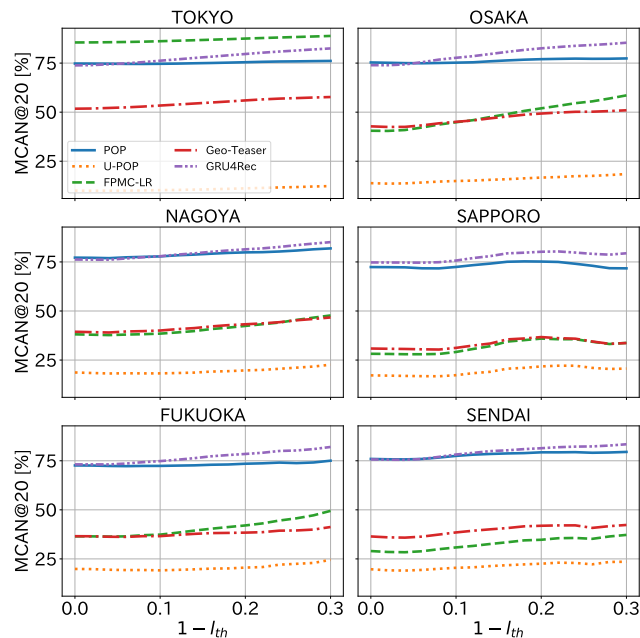 TOKYO
OSAKA
MCAN@20 [%]
75
50
25
POP
U-POP
FPMC-LR
Geo-Teaser
GRU4Rec
NAGOYA
SAPPORO
MCAN@20 [%]
75
50
25
FUKUOKA
SENDAI
MCAN@20 [%]
75
50
25
0.0 0.1 0.2 0.3
0.0 0.1 0.2 0.3
1 − l_th
1 − l_th